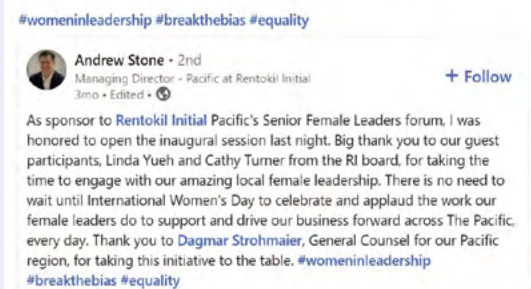 #womeninleadership #breakthebias #equality
Andrew Stone • 2nd
Managing Director - Pacific at Rentokil Initial
3mo • Edited •
+ Follow
As sponsor to Rentokil Initial Pacific's Senior Female Leaders forum, I was
honored to open the inaugural session last night. Big thank you to our guest
participants, Linda Yueh and Cathy Turner from the RI board, for taking the
time to engage with our amazing local female leadership. There is no need to
wait until International Women's Day to celebrate and applaud the work our
female leaders do to support and drive our business forward across The Pacific,
every day. Thank you to Dagmar Strohmaier, General Counsel for our Pacific
region, for taking this initiative to the table. #womeninleadership
#breakthebias #equality